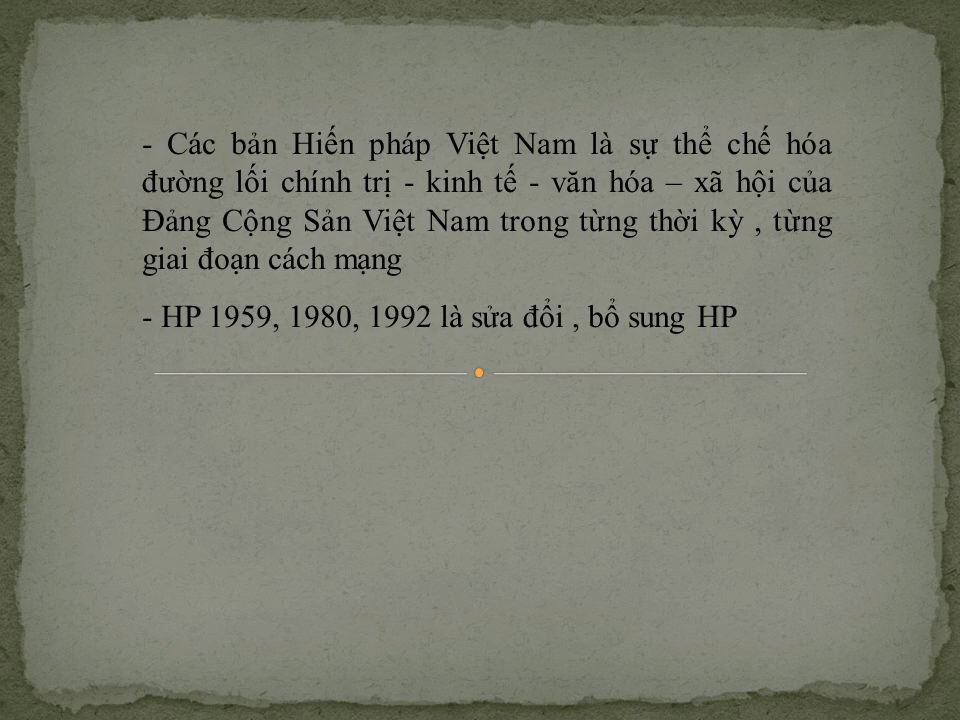 - Các bản Hiến pháp Việt Nam là sự thể chế hóa
đường lối chính trị - kinh tế - văn hóa – xã hội của
Đảng Cộng Sản Việt Nam trong từng thời kỳ , từng
giai đoạn cách mạng
- HP 1959, 1980, 1992 là sửa đổi , bổ sung HP